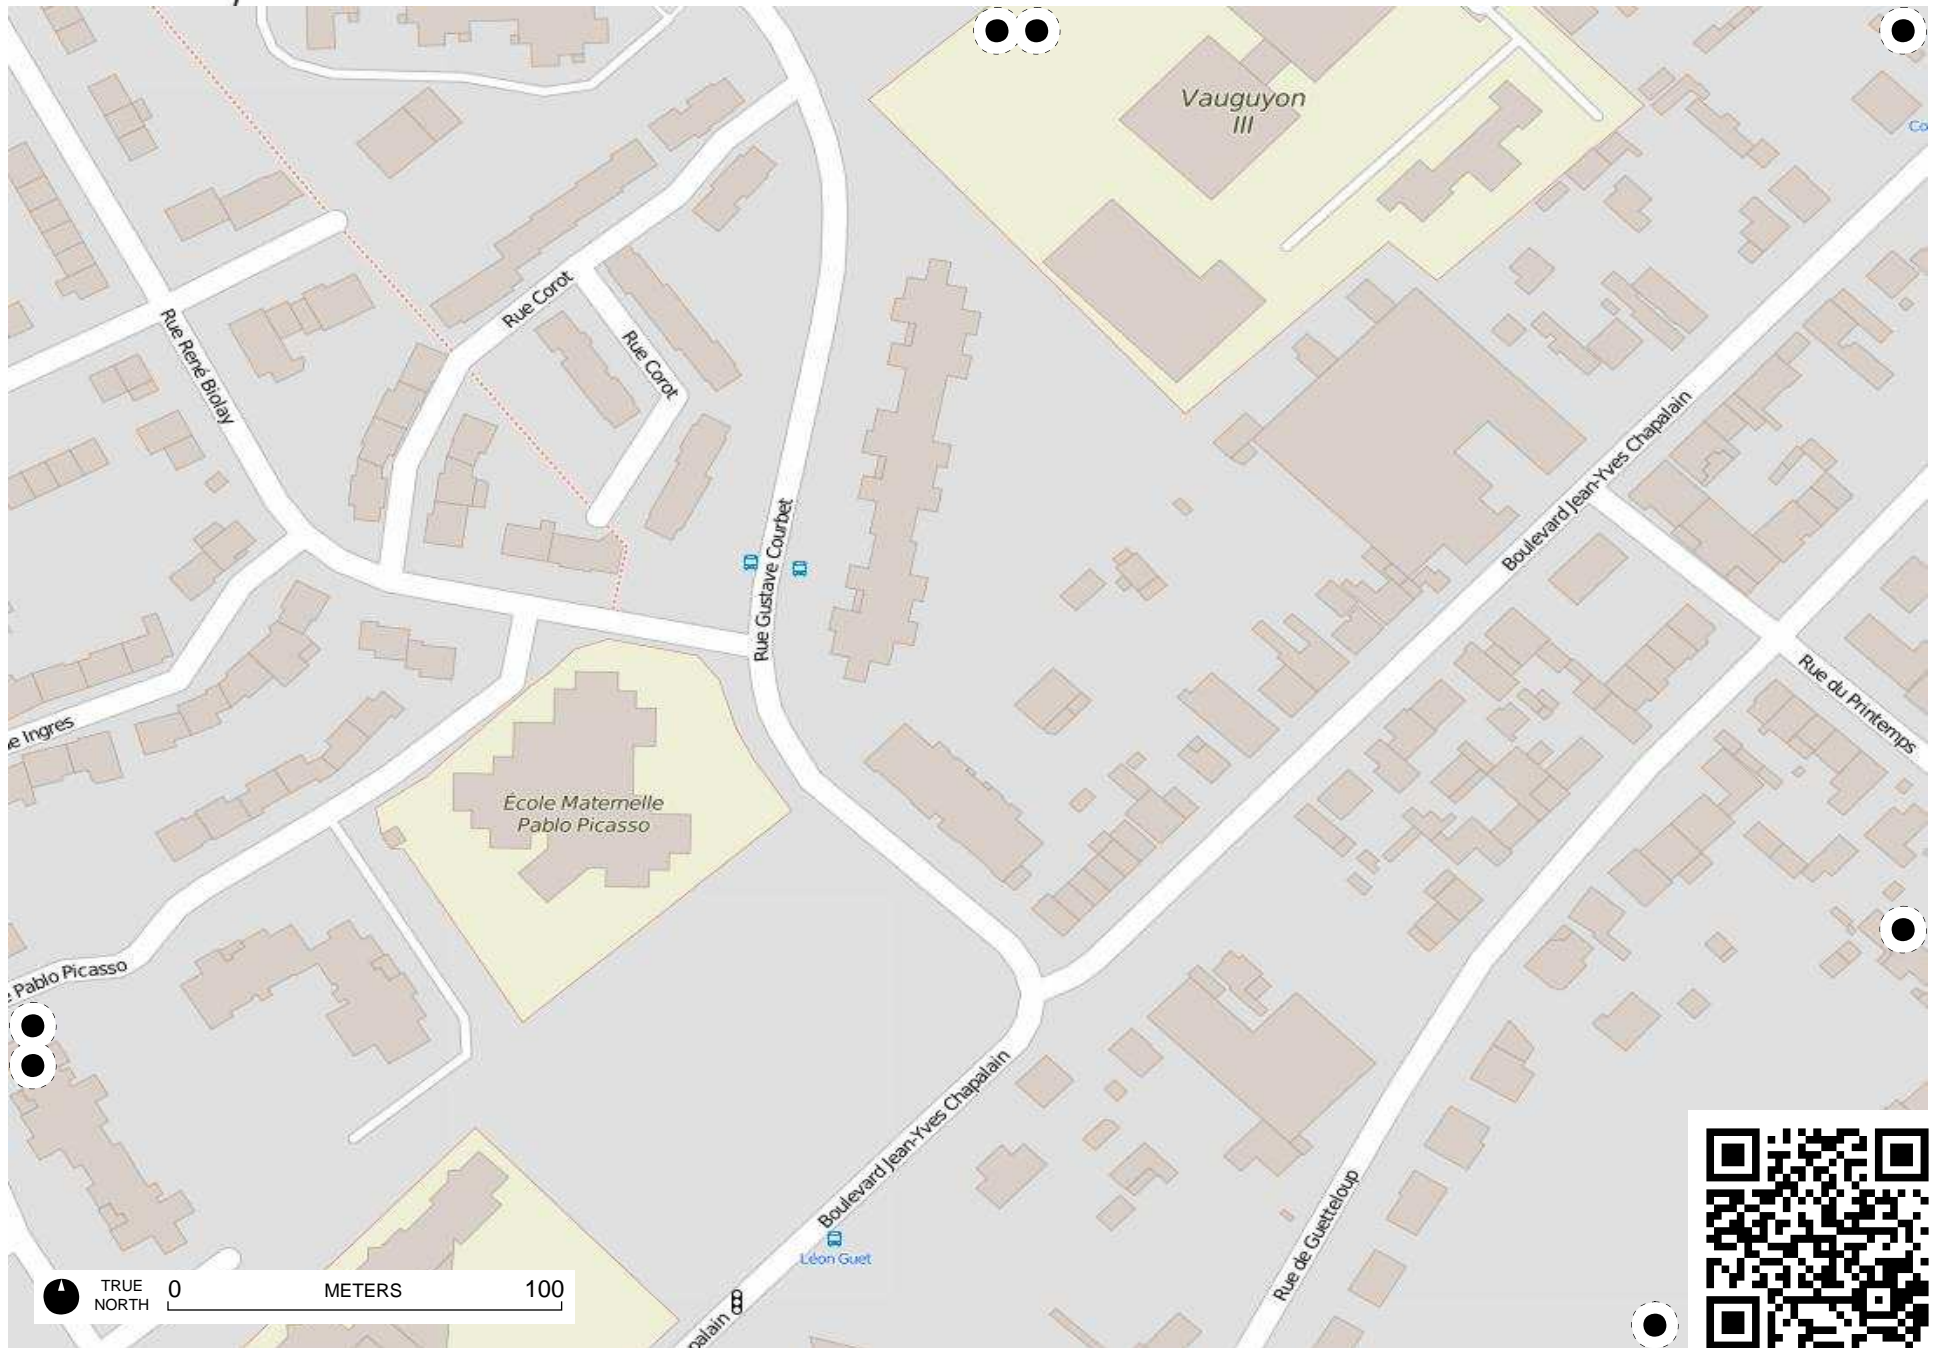 Vauguyon
III
Co
Rue Corot
Rue Corot
Rue René Biolay
Boulevard Jean-Yves Chapalain
Rue Gustave Courbet
Rue du Printemps
e Ingres
École Maternelle
Pablo Picasso
Pablo Picasso
Boulevard Jean-Yves Chapalain
Rue de Guetteloup
Léon Guet
palain
TRUE
NORTH
0 METERS 100